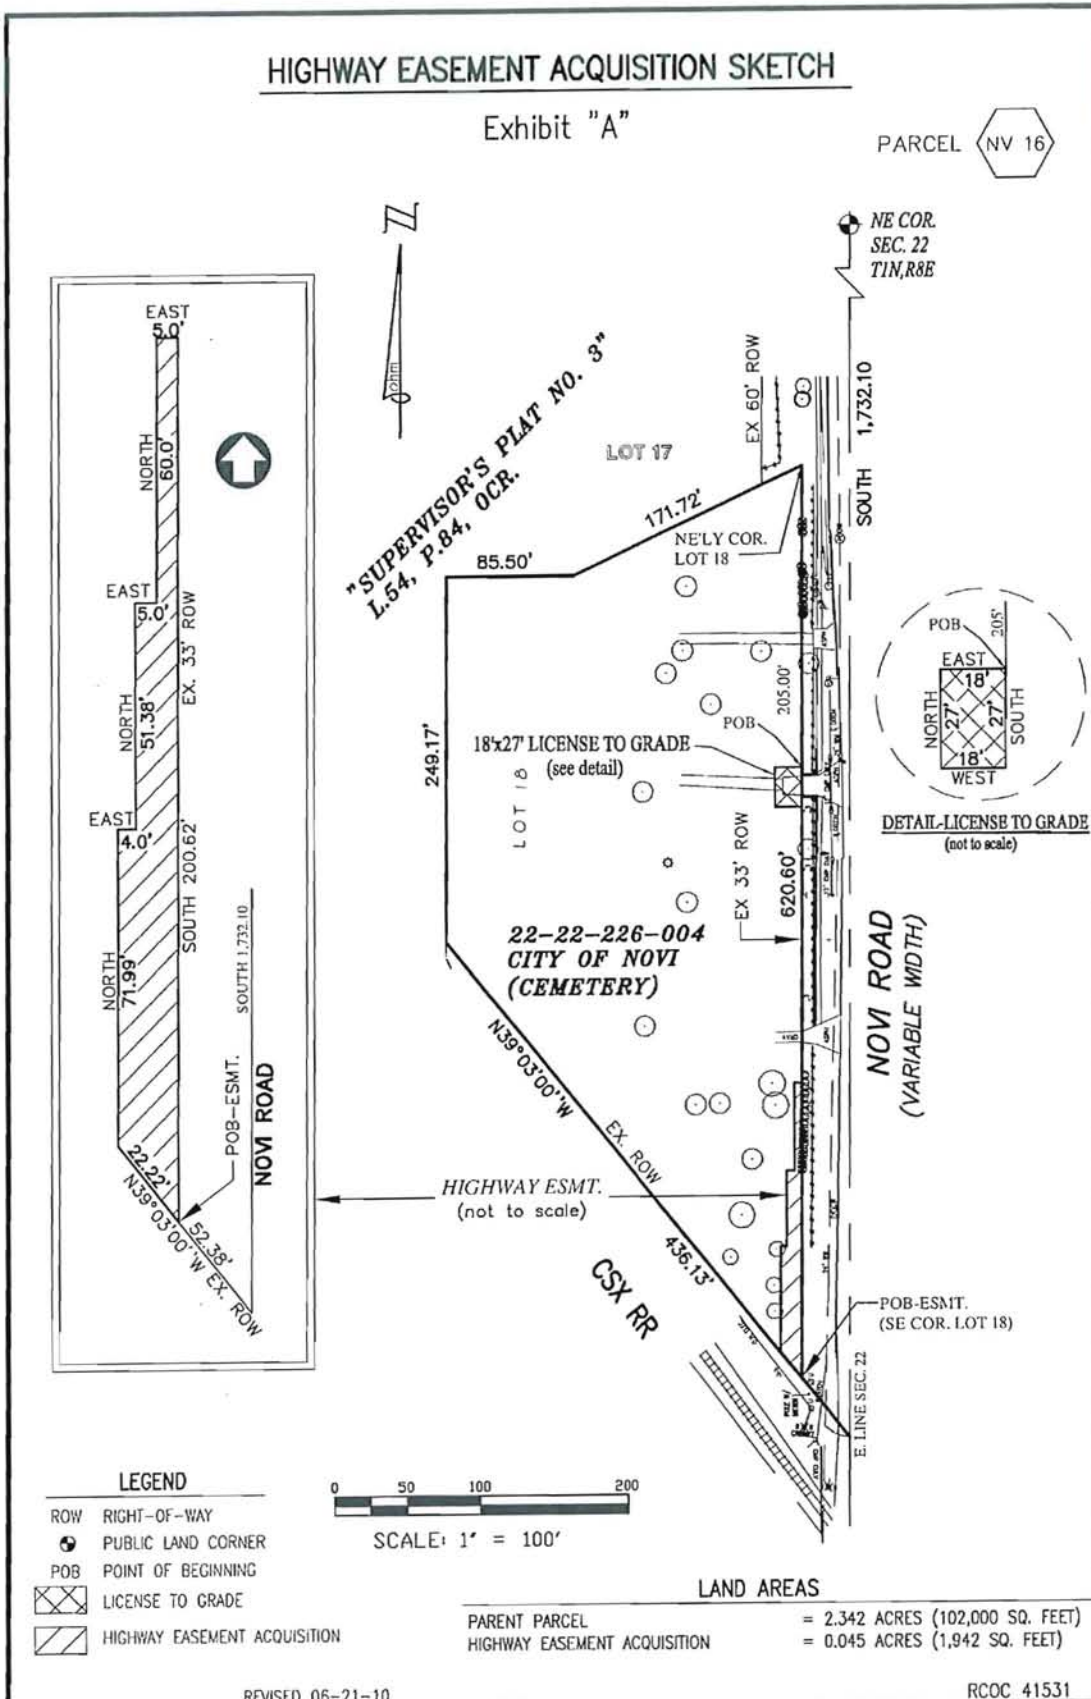 HIGHWAY EASEMENT ACQUISITION SKETCH
Exhibit "A"
PARCEL
NV 16
NE COR.
SEC. 22
T1N,R8E
N
ohm
EAST
5.0'
NORTH
60.0'
EAST
5.0'
EX. 33' ROW
NORTH
51.38'
EAST
4.0'
SOUTH 200.62'
NORTH
71.99'
SOUTH 1,732.10
POB-ESMT.
NOVI ROAD
22.22'
N39°03'00"W EX. ROW
52.38'
"SUPERVISOR'S PLAT NO. 3"
L.54, P.84, OCR.
LOT 17
EX 60' ROW
SOUTH 1,732.10
171.72'
NE'LY COR.
LOT 18
85.50'
249.17'
LOT 18
205.00'
POB
18'x27' LICENSE TO GRADE
(see detail)
EX 33' ROW
620.60'
22-22-226-004
CITY OF NOVI
(CEMETERY)
NOVI ROAD
(VARIABLE WIDTH)
POB
205'
EAST
18'
NORTH
27'
27'
SOUTH
18'
WEST
DETAIL-LICENSE TO GRADE
(not to scale)
N39°03'00"W
EX. ROW
436.13'
HIGHWAY ESMT.
(not to scale)
CSX RR
POB-ESMT.
(SE COR. LOT 18)
E. LINE SEC. 22
LEGEND
ROW RIGHT-OF-WAY
PUBLIC LAND CORNER
POB POINT OF BEGINNING
LICENSE TO GRADE
HIGHWAY EASEMENT ACQUISITION
0 50 100 200
SCALE: 1" = 100'
LAND AREAS
PARENT PARCEL = 2.342 ACRES (102,000 SQ. FEET)
HIGHWAY EASEMENT ACQUISITION = 0.045 ACRES (1,942 SQ. FEET)
REVISED 06-21-10
RCOC 41531